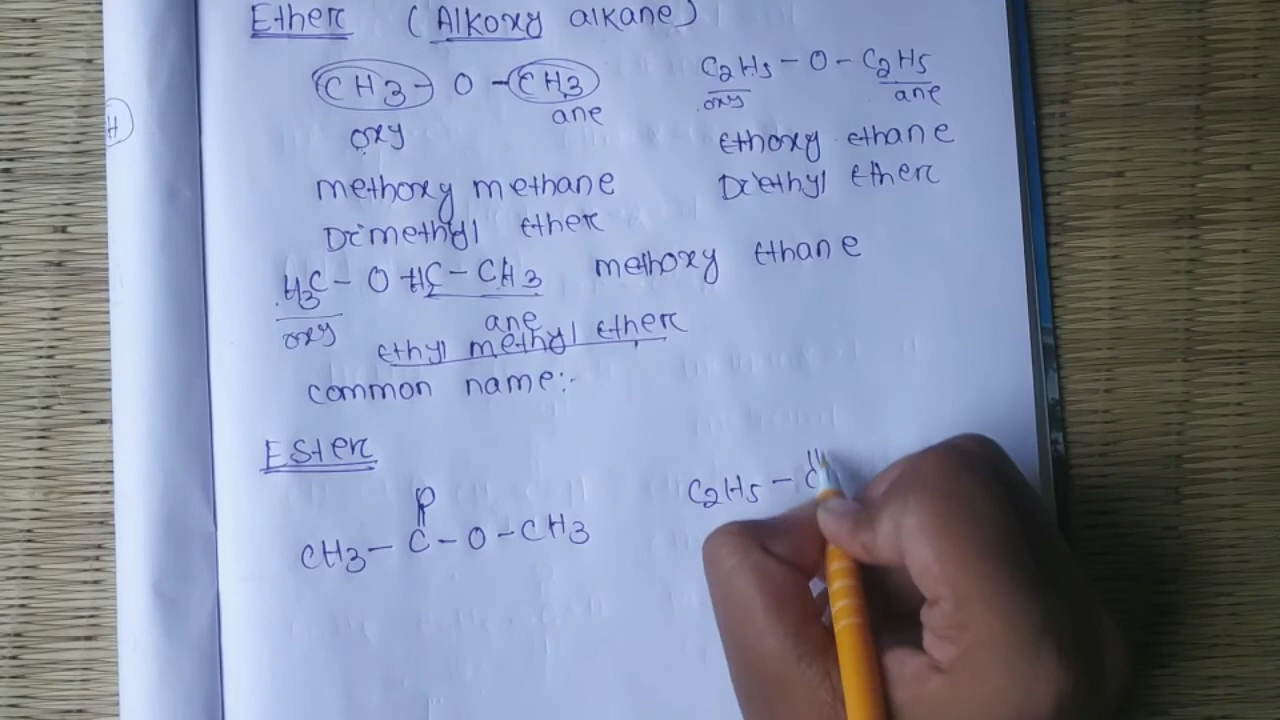 Ether (Alkoxy alkane)
CH3 - O - CH3
oxy ane
methoxy methane
Dimethyl ether
C2H5 - O - C2H5
oxy ane
ethoxy ethane
Diethyl ether
H3C - O H2C - CH3 methoxy ethane
oxy ane
ethyl methyl ether
common name:-
Ester
O
CH3 - C - O - CH3
C2H5 - C
H